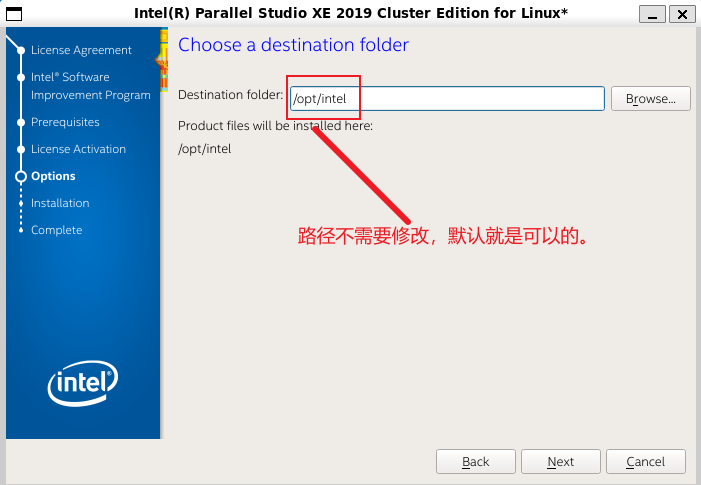 Intel(R) Parallel Studio XE 2019 Cluster Edition for Linux*
License Agreement
Intel® Software
Improvement Program
Prerequisites
License Activation
Options
Installation
Complete
intel
Choose a destination folder
Destination folder: /opt/intel Browse...
Product files will be installed here:
/opt/intel
路径不需要修改，默认就是可以的。
Back Next Cancel